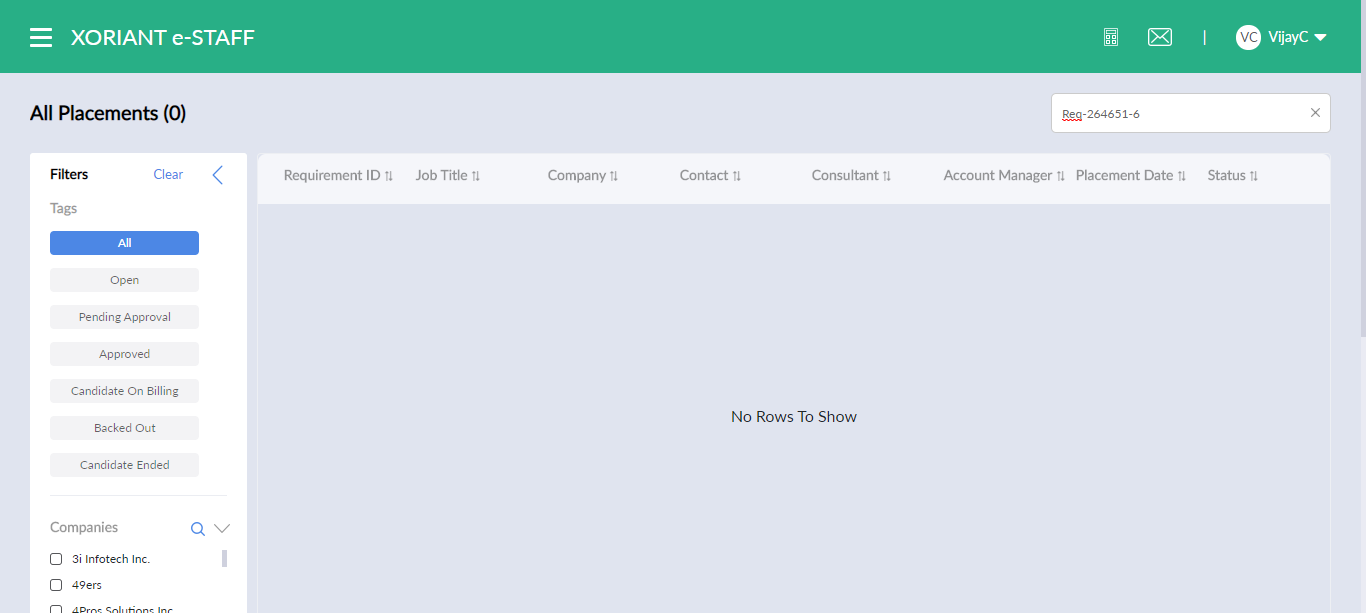 XORIANT e-STAFF
|
VC VijayC
All Placements (0)
Req-264651-6
Filters Clear
Tags
All
Open
Pending Approval
Approved
Candidate On Billing
Backed Out
Candidate Ended
Companies
3i Infotech Inc.
49ers
4Pros Solutions Inc
Requirement ID Job Title Company Contact Consultant Account Manager Placement Date Status
No Rows To Show